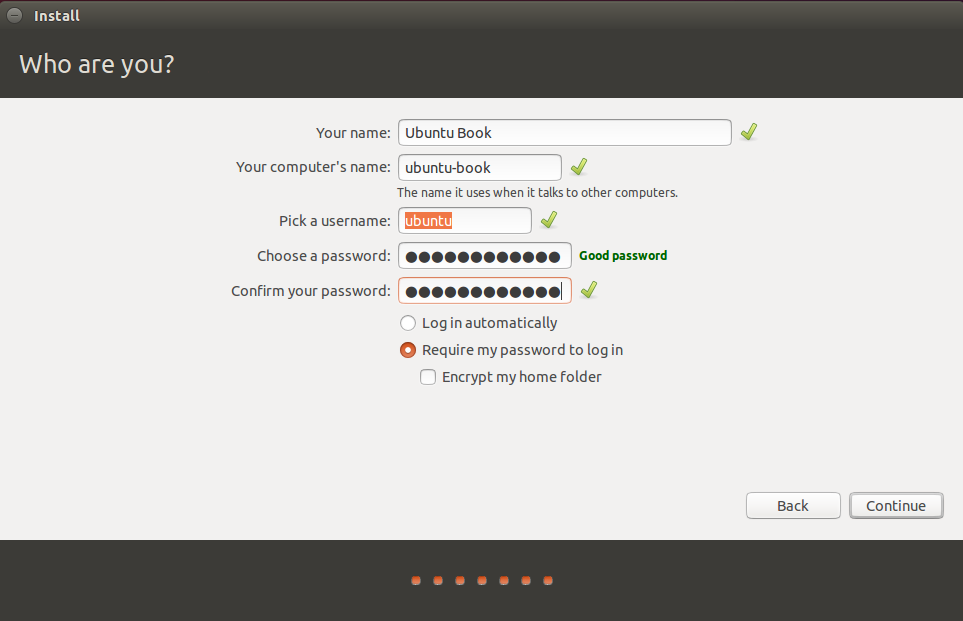 Install
Who are you?
Your name: Ubuntu Book
Your computer's name: ubuntu-book
The name it uses when it talks to other computers.
Pick a username: ubuntu
Choose a password: ●●●●●●●●●●●● Good password
Confirm your password: ●●●●●●●●●●●●
Log in automatically
Require my password to log in
Encrypt my home folder
Back Continue